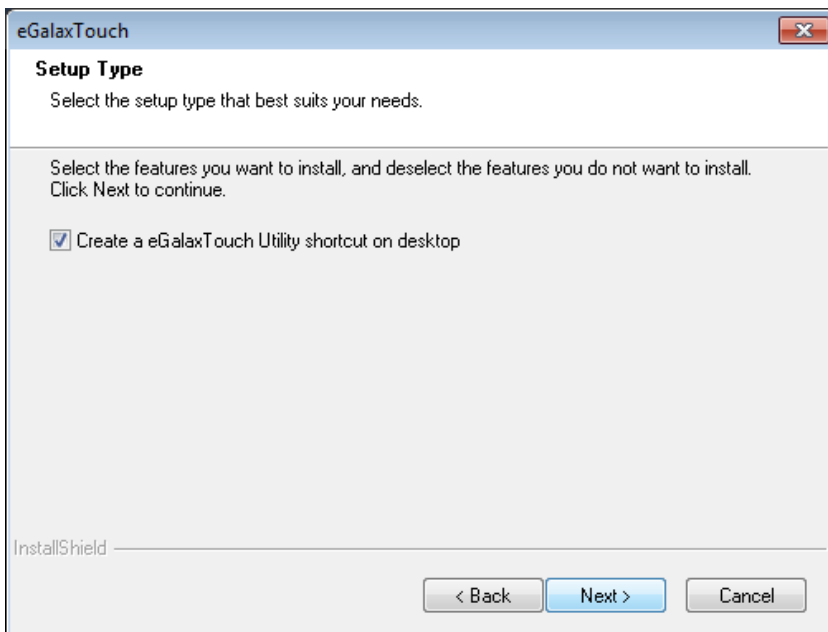 eGalaxTouch
Setup Type
Select the setup type that best suits your needs.
Select the features you want to install, and deselect the features you do not want to install.
Click Next to continue.
Create a eGalaxTouch Utility shortcut on desktop
InstallShield
< Back Next > Cancel